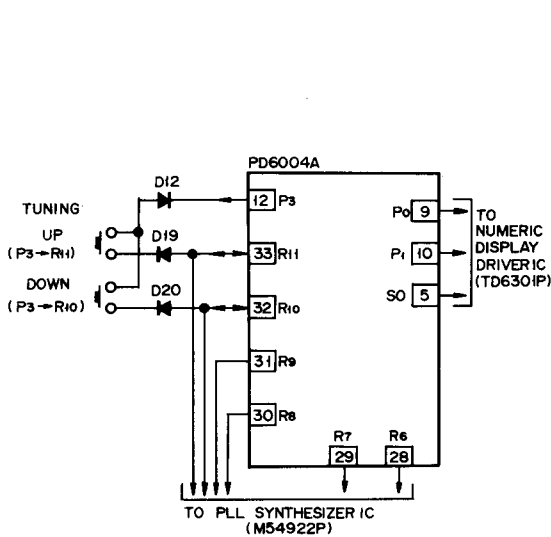 PD6004A
D12
12 P3
TUNING
UP
(P3→R11)
D19
33 R11
DOWN
(P3→R10)
D20
32 R10
31 R9
30 R8
P0 9
P1 10
SO 5
TO
NUMERIC
DISPLAY
DRIVER IC
(TD6301P)
R7
29
R6
28
TO PLL SYNTHESIZER IC
(M54922P)